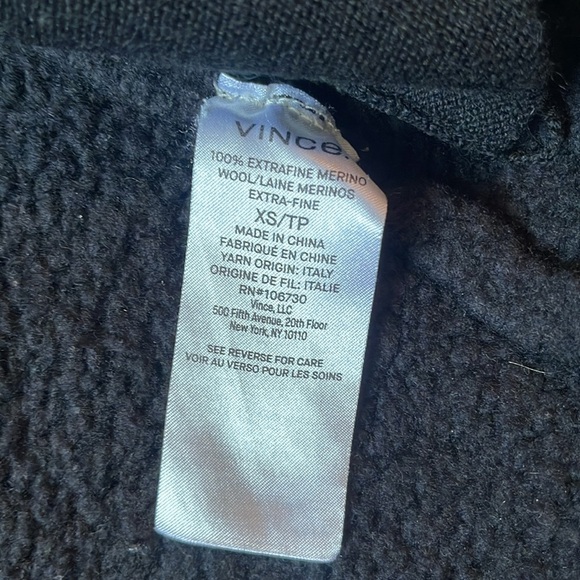 VINCE.
100% EXTRAFINE MERINO
WOOL/LAINE MERINOS
EXTRA-FINE
XS/TP
MADE IN CHINA
FABRIQUÉ EN CHINE
YARN ORIGIN: ITALY
ORIGINE DE FIL: ITALIE
RN#106730
Vince, LLC
500 Fifth Avenue, 20th Floor
New York, NY 10110
SEE REVERSE FOR CARE
VOIR AU VERSO POUR LES SOINS